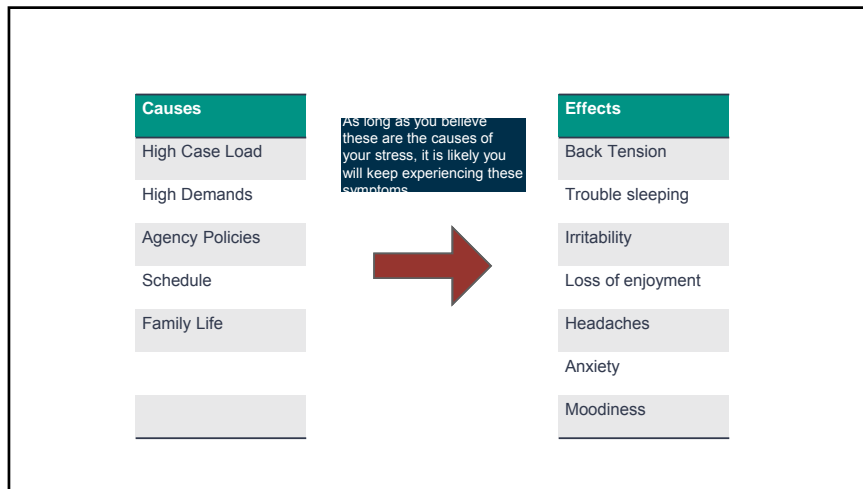 Causes
High Case Load
High Demands
Agency Policies
Schedule
Family Life
As long as you believe
these are the causes of
your stress, it is likely you
will keep experiencing these
symptoms
Effects
Back Tension
Trouble sleeping
Irritability
Loss of enjoyment
Headaches
Anxiety
Moodiness